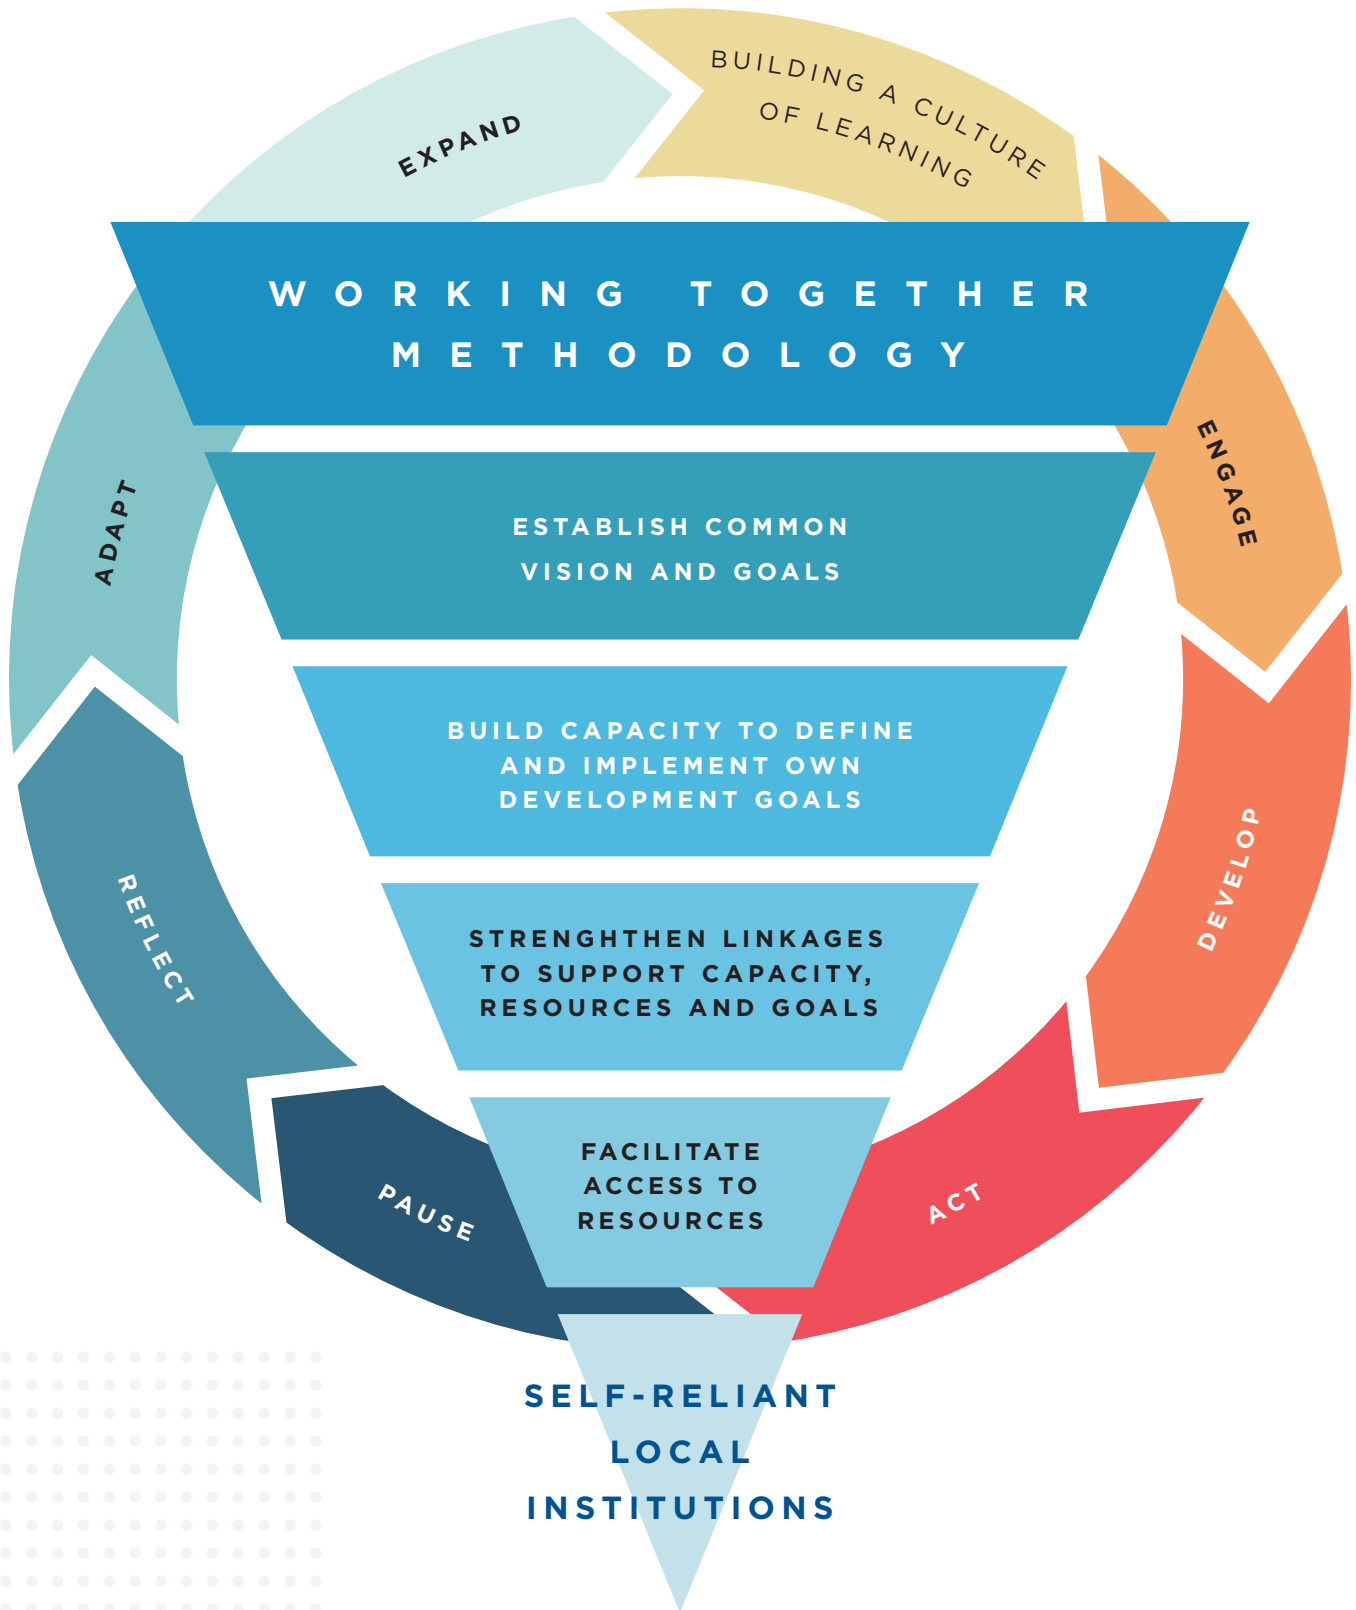 EXPAND
BUILDING A CULTURE
OF LEARNING
WORKING TOGETHER
METHODOLOGY
ENGAGE
ADAPT
ESTABLISH COMMON
VISION AND GOALS
BUILD CAPACITY TO DEFINE
AND IMPLEMENT OWN
DEVELOPMENT GOALS
DEVELOP
REFLECT
STRENGHTHEN LINKAGES
TO SUPPORT CAPACITY,
RESOURCES AND GOALS
FACILITATE
ACCESS TO
RESOURCES
PAUSE
ACT
SELF-RELIANT
LOCAL
INSTITUTIONS